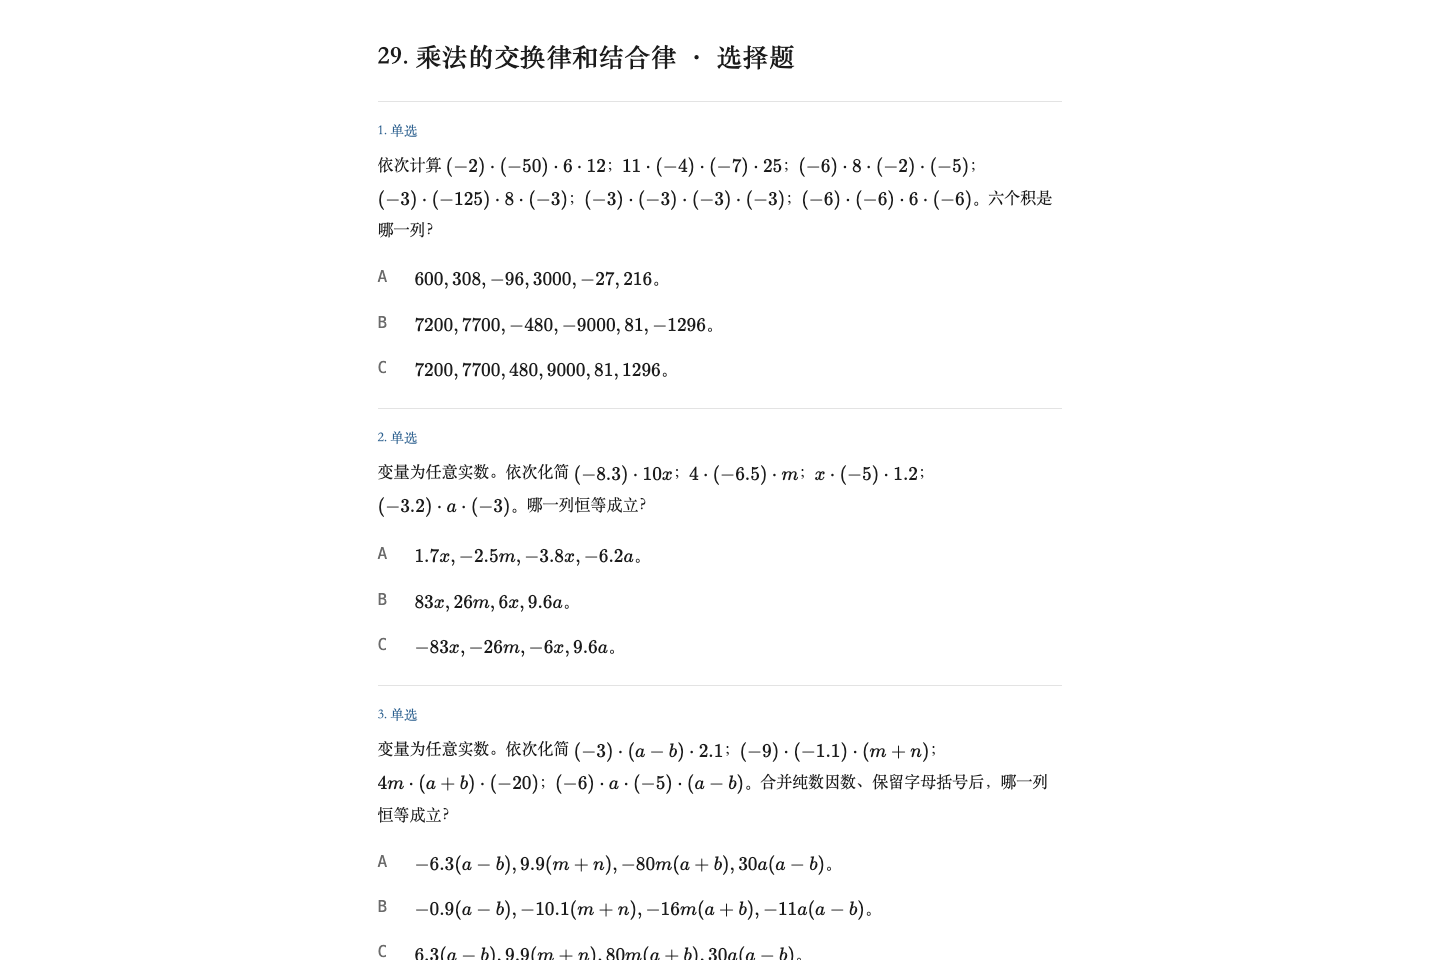 29. 乘法的交换律和结合律 · 选择题
1. 单选
依次计算 (−2) · (−50) · 6 · 12; 11 · (−4) · (−7) · 25; (−6) · 8 · (−2) · (−5);
(−3) · (−125) · 8 · (−3); (−3) · (−3) · (−3) · (−3); (−6) · (−6) · 6 · (−6)。六个积是
哪一列?
A 600, 308, −96, 3000, −27, 216。
B 7200, 7700, −480, −9000, 81, −1296。
C 7200, 7700, 480, 9000, 81, 1296。
2. 单选
变量为任意实数。依次化简 (−8.3) · 10x; 4 · (−6.5) · m; x · (−5) · 1.2;
(−3.2) · a · (−3)。哪一列恒等成立?
A 1.7x, −2.5m, −3.8x, −6.2a。
B 83x, 26m, 6x, 9.6a。
C −83x, −26m, −6x, 9.6a。
3. 单选
变量为任意实数。依次化简 (−3) · (a − b) · 2.1; (−9) · (−1.1) · (m + n);
4m · (a + b) · (−20); (−6) · a · (−5) · (a − b)。合并纯数因数、保留字母括号后, 哪一列
恒等成立?
A −6.3(a − b), 9.9(m + n), −80m(a + b), 30a(a − b)。
B −0.9(a − b), −10.1(m + n), −16m(a + b), −11a(a − b)。
C 6.3(a − b), 9.9(m + n), 80m(a + b), 30a(a − b)。